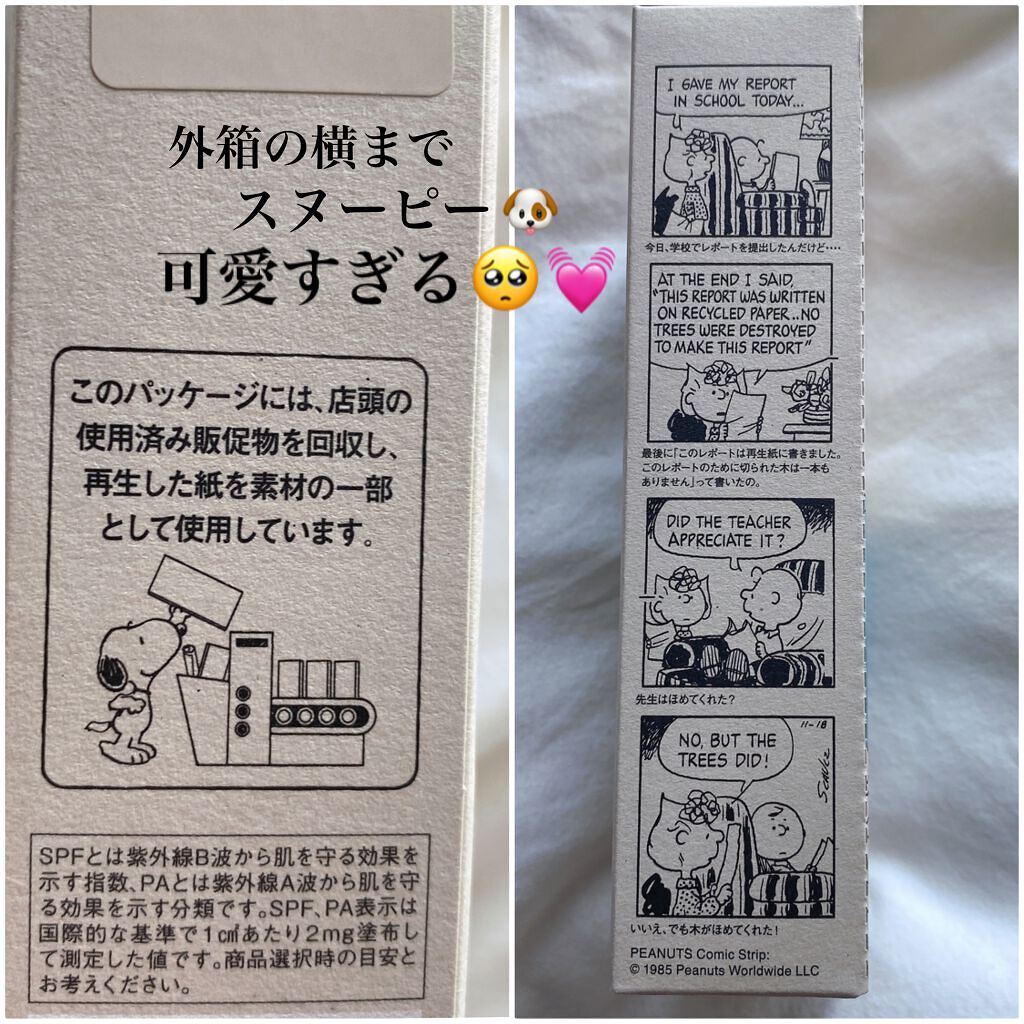 外箱の横まで
スヌーピー🐶
可愛すぎる🥺💓
このパッケージには、店頭の
使用済み販促物を回収し、
再生した紙を素材の一部
として使用しています。
SPFとは紫外線B波から肌を守る効果を
示す指数、PAとは紫外線A波から肌を守
る効果を示す分類です。SPF、PA表示は
国際的な基準で1㎠あたり2mg塗布し
て測定した値です。商品選択時の目安と
お考えください。
I GAVE MY REPORT
IN SCHOOL TODAY...
今日、学校でレポートを提出したんだけど‥‥
AT THE END I SAID,
"THIS REPORT WAS WRITTEN
ON RECYCLED PAPER..NO
TREES WERE DESTROYED
TO MAKE THIS REPORT"
最後に「このレポートは再生紙に書きました。
このレポートのために切られた木は一本も
ありません」って書いたの。
DID THE TEACHER
APPRECIATE IT?
先生はほめてくれた?
11-18
NO, BUT THE
TREES DID!
SCHULZ
いいえ、でも木がほめてくれた!
PEANUTS Comic Strip:
© 1985 Peanuts Worldwide LLC